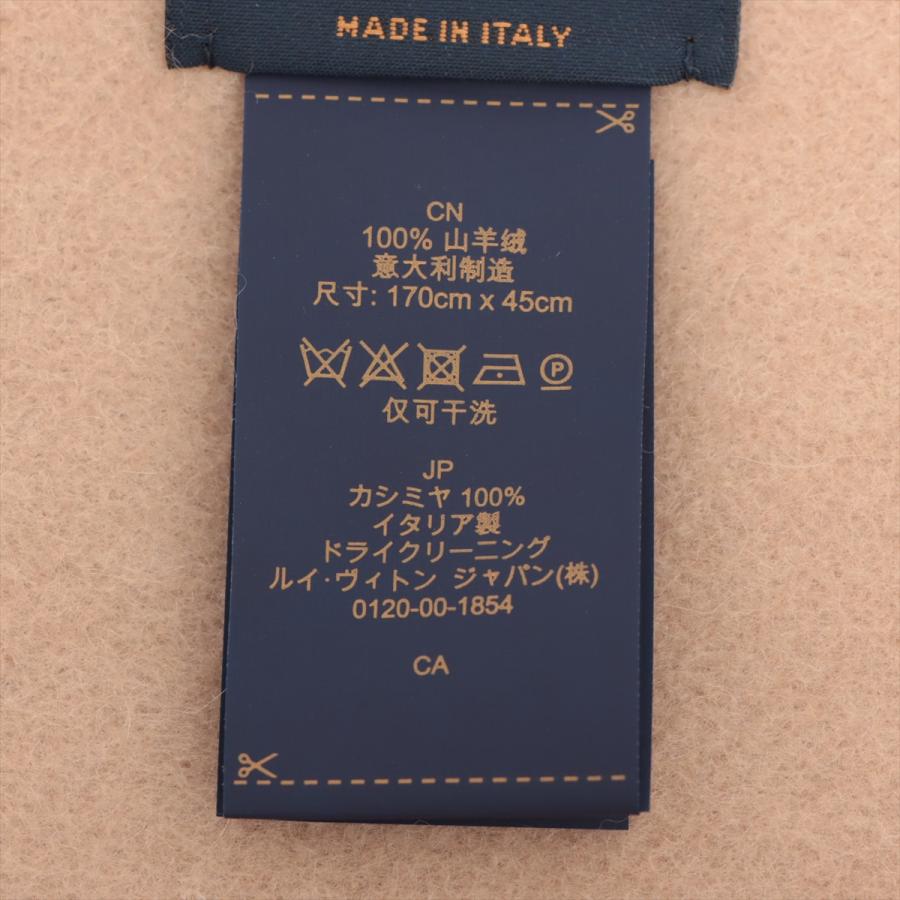 MADE IN ITALY
CN
100% 山羊绒
意大利制造
尺寸: 170cm x 45cm
P
仅可干洗
JP
カシミヤ 100%
イタリア製
ドライクリーニング
ルイ·ヴィトン ジャパン(株)
0120-00-1854
CA